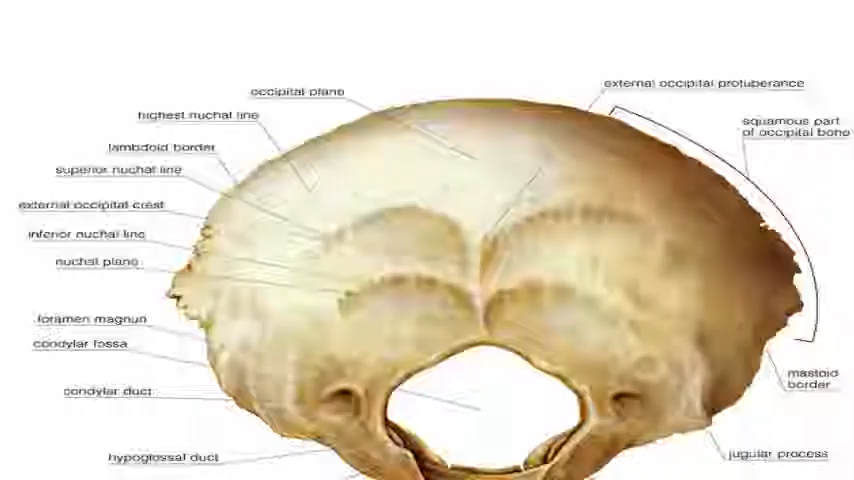 external occipital protuberance
occipital plane
highest nuchal line
squamous part
of occipital bone
lambdoid border
superior nuchal line
external occipital crest
inferior nuchal line
nuchal plane
foramen magnun
condylar fossa
mastoid
border
condylar duct
hypoglossal duct
jugular process